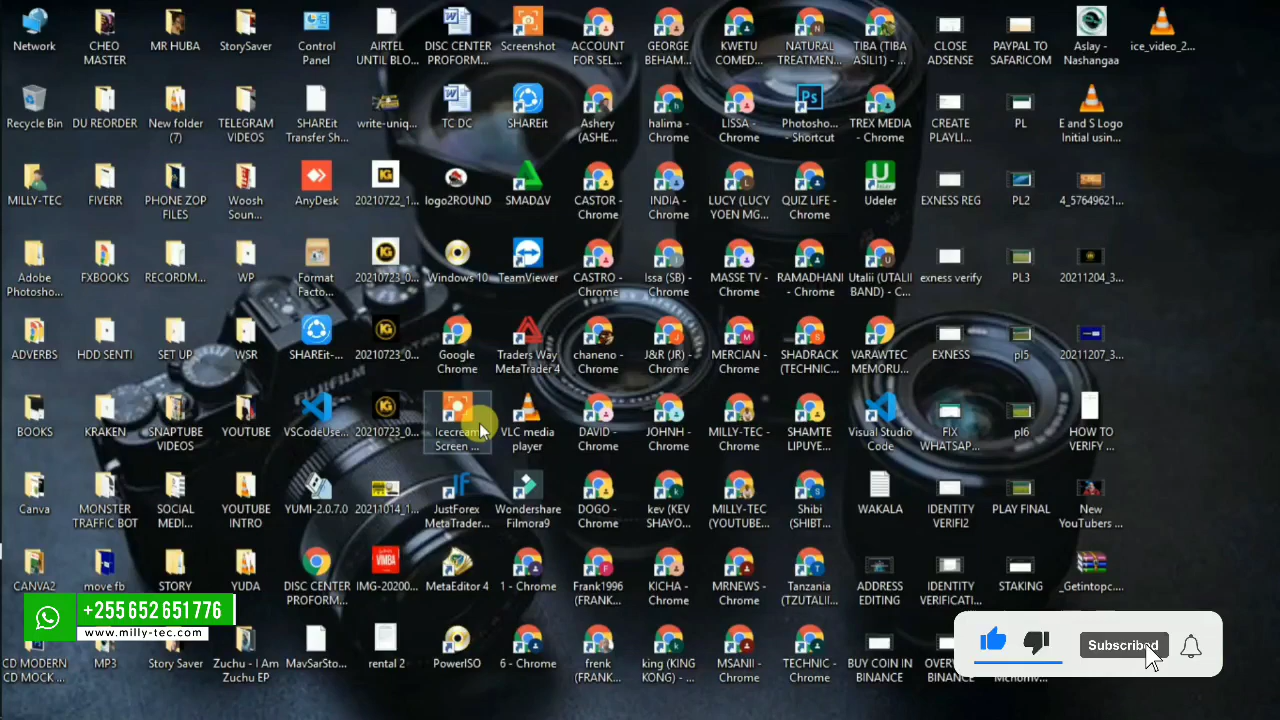 Network
CHEO
MASTER
MR HUBA
StorySaver
Control
Panel
AIRTEL
UNTIL BLO...
DISC CENTER
PROFORM...
Screenshot
ACCOUNT
FOR SEL...
GEORGE
BEHAM...
KWETU
COMED...
NATURAL
TREATMEN...
TIBA (TIBA
ASILI1) - ...
CLOSE
ADSENSE
PAYPAL TO
SAFARICOM
Aslay -
Nashangaa
ice_video_2...
Recycle Bin
DU REORDER
New folder
(7)
TELEGRAM
VIDEOS
SHAREit
Transfer Sh...
write-uniq...
TC DC
SHAREit
Ashery
(ASHE...
halima -
Chrome
LISSA -
Chrome
Ps
Photosho...
- Shortcut
TREX MEDIA
- Chrome
CREATE
PLAYLI...
PL
E and S Logo
Initial usin...
MILLY-TEC
FIVERR
PHONE ZOP
FILES
Woosh
Soun...
AnyDesk
20210722_1...
logo2ROUND
SMADΔV
CASTOR -
Chrome
INDIA -
Chrome
LUCY (LUCY
YOEN MG...
QUIZ LIFE -
Chrome
Udeler
EXNESS REG
PL2
4_57649621...
Adobe
Photosho...
FXBOOKS
RECORDM...
WP
Format
Facto...
20210723_0...
Windows 10
TeamViewer
CASTRO -
Chrome
Issa (SB) -
Chrome
MASSE TV -
Chrome
RAMADHANI
- Chrome
Utalii (UTALII
BAND) - C...
exness verify
PL3
20211204_3...
ADVERBS
HDD SENTI
SET UP
WSR
SHAREit-...
20210723_0...
Google
Chrome
Traders Way
MetaTrader 4
chaneno -
Chrome
J&R (JR) -
Chrome
MERCIAN -
Chrome
SHADRACK
(TECHNIC...
VARAWTEC
MEMORU...
EXNESS
pl5
20211207_3...
BOOKS
KRAKEN
SNAPTUBE
VIDEOS
YOUTUBE
VSCodeUse...
20210723_0...
Icecream
Screen ...
VLC media
player
DAVID -
Chrome
JOHNH -
Chrome
MILLY-TEC -
Chrome
SHAMTE
LIPUYE...
Visual Studio
Code
FIX
WHATSAP...
pl6
HOW TO
VERIFY ...
Canva
MONSTER
TRAFFIC BOT
SOCIAL
MEDI...
YOUTUBE
INTRO
YUMI-2.0.7.0
20211014_1...
JustForex
MetaTrader...
Wondershare
Filmora9
DOGO -
Chrome
kev (KEV
SHAYO...
MILLY-TEC
(YOUTUBE...
Shibi
(SHIBT...
WAKALA
IDENTITY
VERIFI2
PLAY FINAL
New
YouTubers ...
CANVA2
move fb
STORY
YUDA
DISC CENTER
PROFORM...
IMG-20200...
MetaEditor 4
1 - Chrome
Frank1996
(FRANK...
KICHA -
Chrome
MRNEWS -
Chrome
Tanzania
(TZUTALII...
ADDRESS
EDITING
IDENTITY
VERIFICATI...
STAKING
_Getintopc...
+255 652 651 776
www.milly-tec.com
CD MODERN
CD MOCK ...
MP3
Story Saver
Zuchu - I Am
Zuchu EP
MavSarSto...
rental 2
PowerISO
6 - Chrome
frenk
(FRANK...
king (KING
KONG) - ...
MSANII -
Chrome
TECHNIC -
Chrome
BUY COIN IN
BINANCE
BINANCE
Subscribed
FUJIFILM